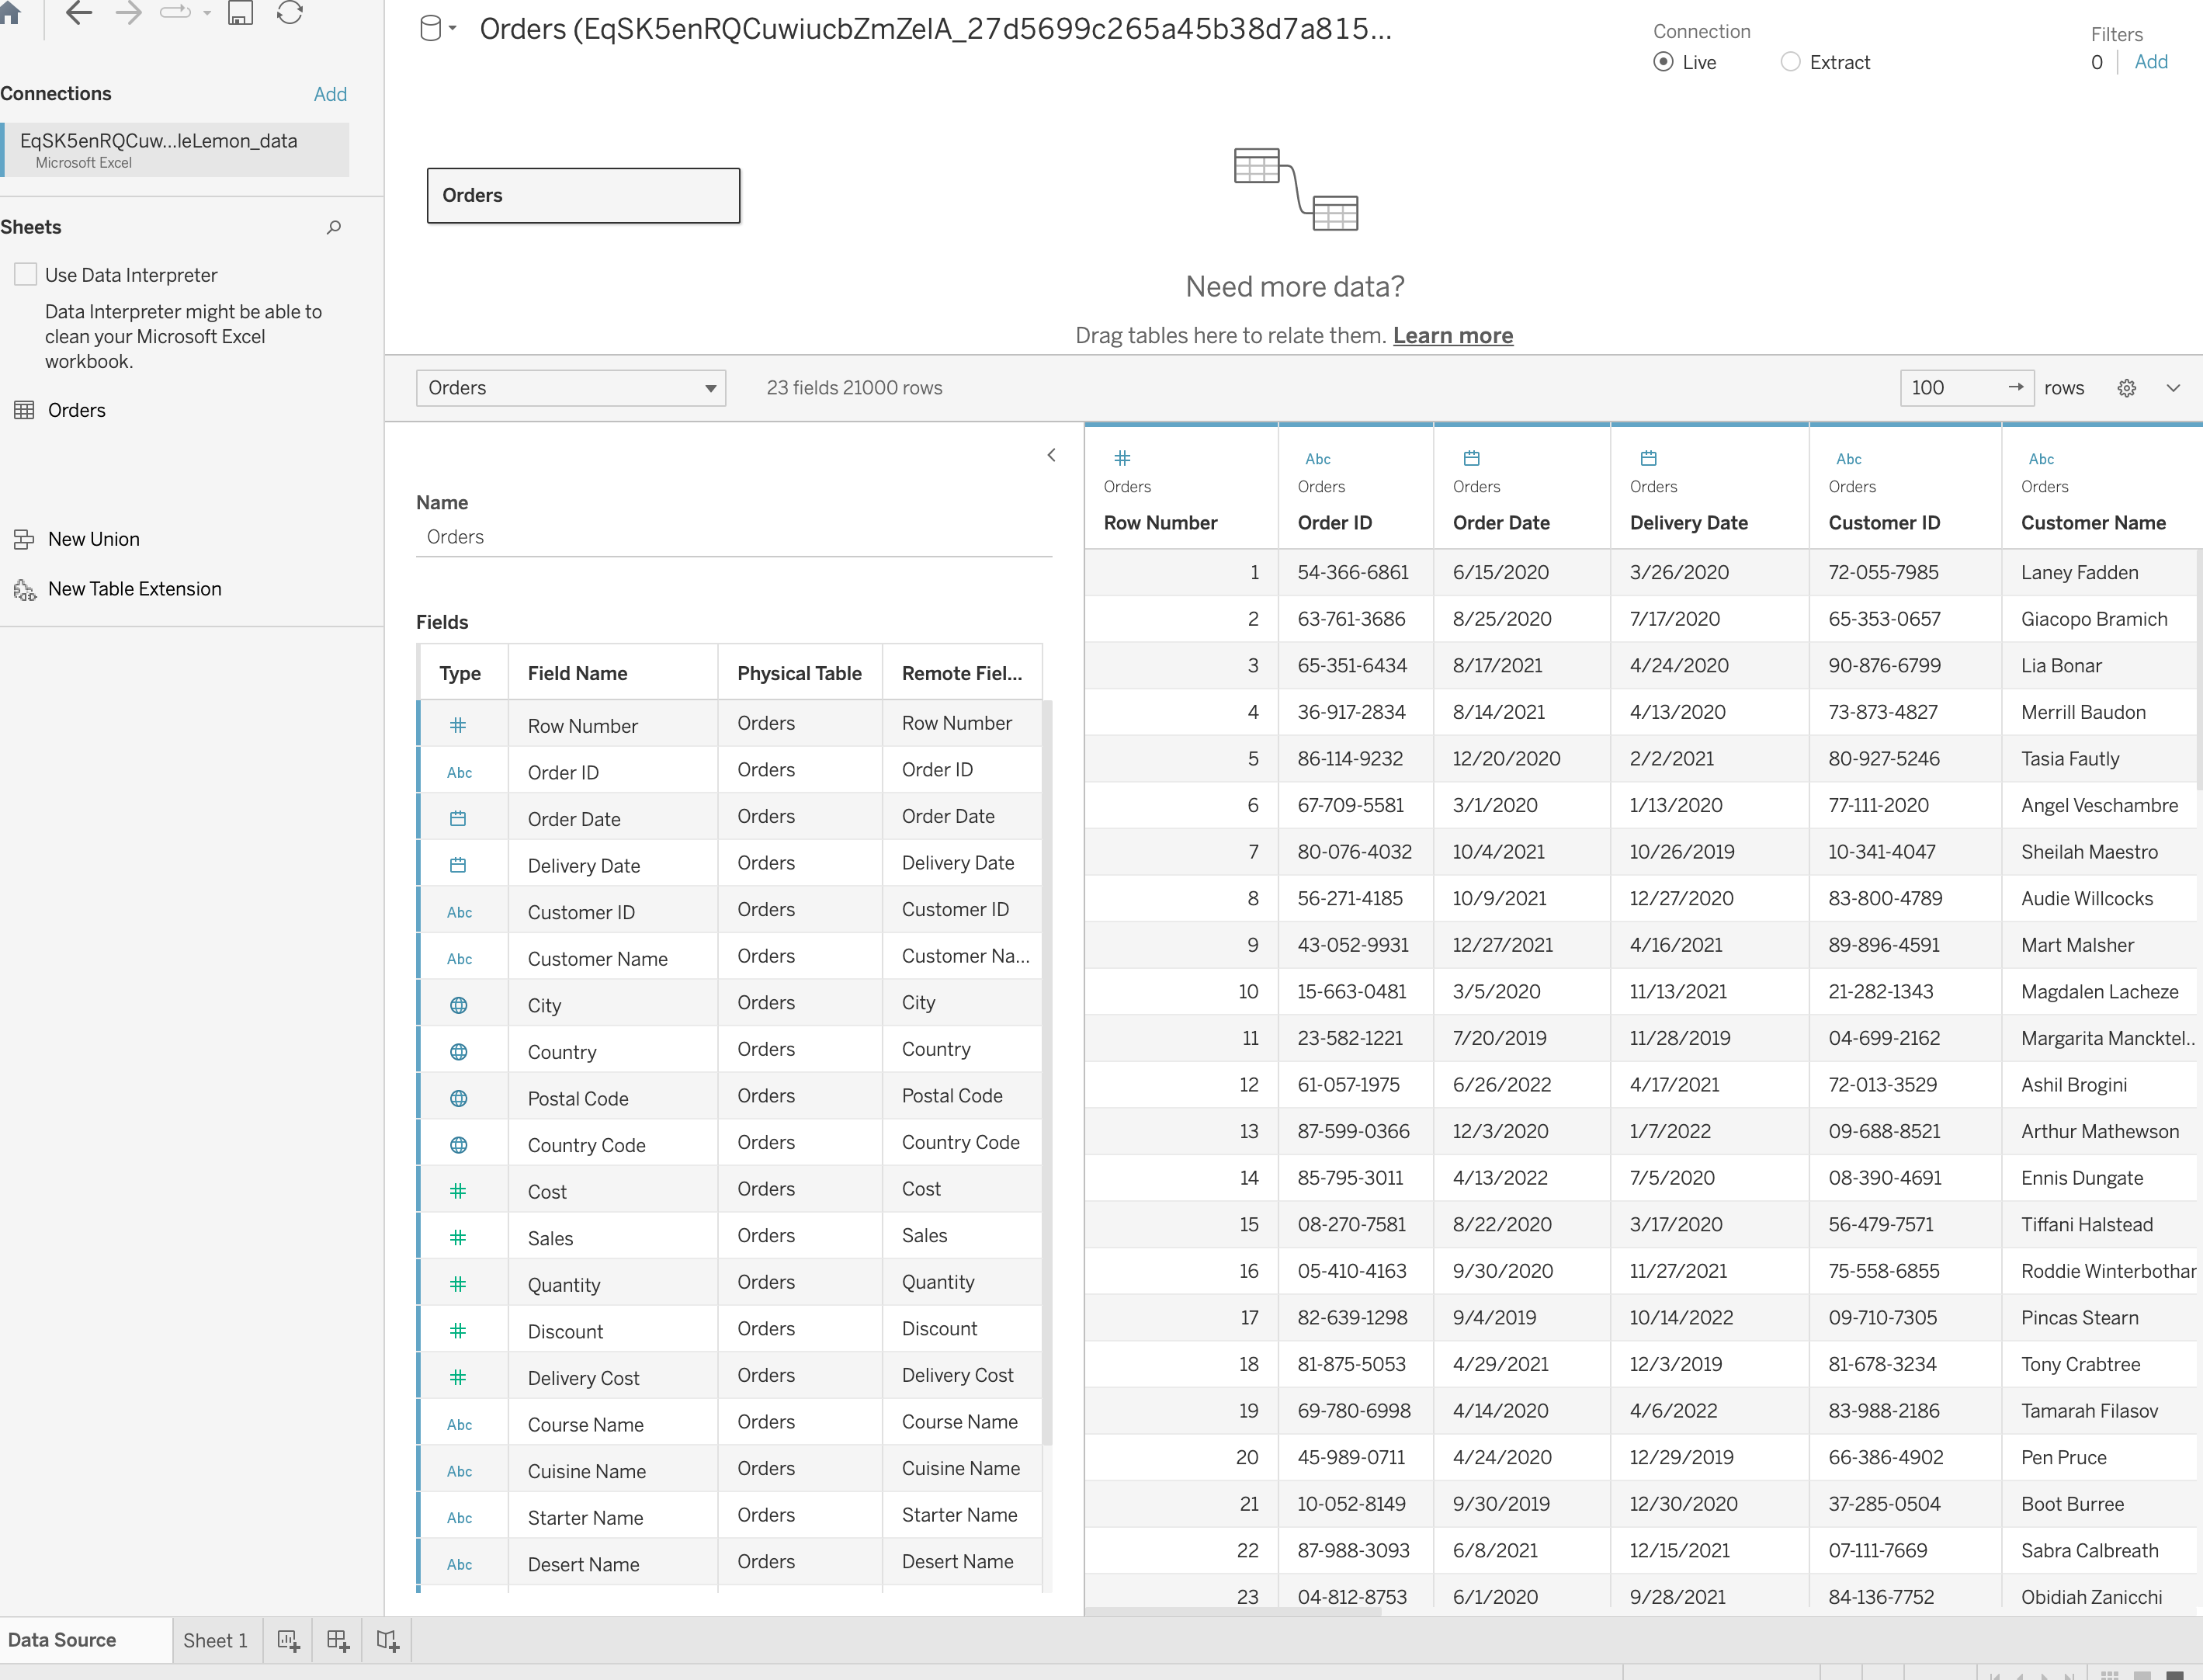 Orders (EqSK5enRQCuwiucbZmZelA_27d5699c265a45b38d7a815...
Connection
Live
Extract
Filters
0
Add
Connections
Add
EqSK5enRQCuw...leLemon_data
Microsoft Excel
Sheets
Use Data Interpreter
Data Interpreter might be able to
clean your Microsoft Excel
workbook.
Orders
New Union
New Table Extension
Orders
Need more data?
Drag tables here to relate them. Learn more
Orders
23 fields 21000 rows
100
rows
Name
Orders
Fields
Type Field Name Physical Table Remote Fiel...
Row Number Orders Row Number
Abc Order ID Orders Order ID
Order Date Orders Order Date
Delivery Date Orders Delivery Date
Abc Customer ID Orders Customer ID
Abc Customer Name Orders Customer Na...
City Orders City
Country Orders Country
Postal Code Orders Postal Code
Country Code Orders Country Code
Cost Orders Cost
Sales Orders Sales
Quantity Orders Quantity
Discount Orders Discount
Delivery Cost Orders Delivery Cost
Abc Course Name Orders Course Name
Abc Cuisine Name Orders Cuisine Name
Abc Starter Name Orders Starter Name
Abc Desert Name Orders Desert Name
Abc Abc Abc
Orders Orders Orders Orders Orders Orders
Row Number Order ID Order Date Delivery Date Customer ID Customer Name
1 54-366-6861 6/15/2020 3/26/2020 72-055-7985 Laney Fadden
2 63-761-3686 8/25/2020 7/17/2020 65-353-0657 Giacopo Bramich
3 65-351-6434 8/17/2021 4/24/2020 90-876-6799 Lia Bonar
4 36-917-2834 8/14/2021 4/13/2020 73-873-4827 Merrill Baudon
5 86-114-9232 12/20/2020 2/2/2021 80-927-5246 Tasia Fautly
6 67-709-5581 3/1/2020 1/13/2020 77-111-2020 Angel Veschambre
7 80-076-4032 10/4/2021 10/26/2019 10-341-4047 Sheilah Maestro
8 56-271-4185 10/9/2021 12/27/2020 83-800-4789 Audie Willcocks
9 43-052-9931 12/27/2021 4/16/2021 89-896-4591 Mart Malsher
10 15-663-0481 3/5/2020 11/13/2021 21-282-1343 Magdalen Lacheze
11 23-582-1221 7/20/2019 11/28/2019 04-699-2162 Margarita Mancktel..
12 61-057-1975 6/26/2022 4/17/2021 72-013-3529 Ashil Brogini
13 87-599-0366 12/3/2020 1/7/2022 09-688-8521 Arthur Mathewson
14 85-795-3011 4/13/2022 7/5/2020 08-390-4691 Ennis Dungate
15 08-270-7581 8/22/2020 3/17/2020 56-479-7571 Tiffani Halstead
16 05-410-4163 9/30/2020 11/27/2021 75-558-6855 Roddie Winterbothar
17 82-639-1298 9/4/2019 10/14/2022 09-710-7305 Pincas Stearn
18 81-875-5053 4/29/2021 12/3/2019 81-678-3234 Tony Crabtree
19 69-780-6998 4/14/2020 4/6/2022 83-988-2186 Tamarah Filasov
20 45-989-0711 4/24/2020 12/29/2019 66-386-4902 Pen Pruce
21 10-052-8149 9/30/2019 12/30/2020 37-285-0504 Boot Burree
22 87-988-3093 6/8/2021 12/15/2021 07-111-7669 Sabra Calbreath
23 04-812-8753 6/1/2020 9/28/2021 84-136-7752 Obidiah Zanicchi
Data Source
Sheet 1